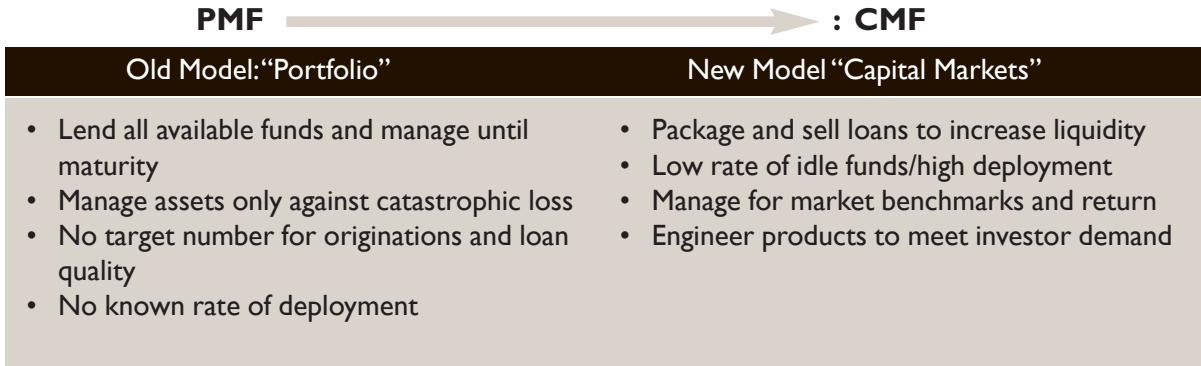 PMF : CMF
Old Model:“Portfolio” New Model “Capital Markets”
• Lend all available funds and manage until
maturity
• Manage assets only against catastrophic loss
• No target number for originations and loan
quality
• No known rate of deployment
• Package and sell loans to increase liquidity
• Low rate of idle funds/high deployment
• Manage for market benchmarks and return
• Engineer products to meet investor demand